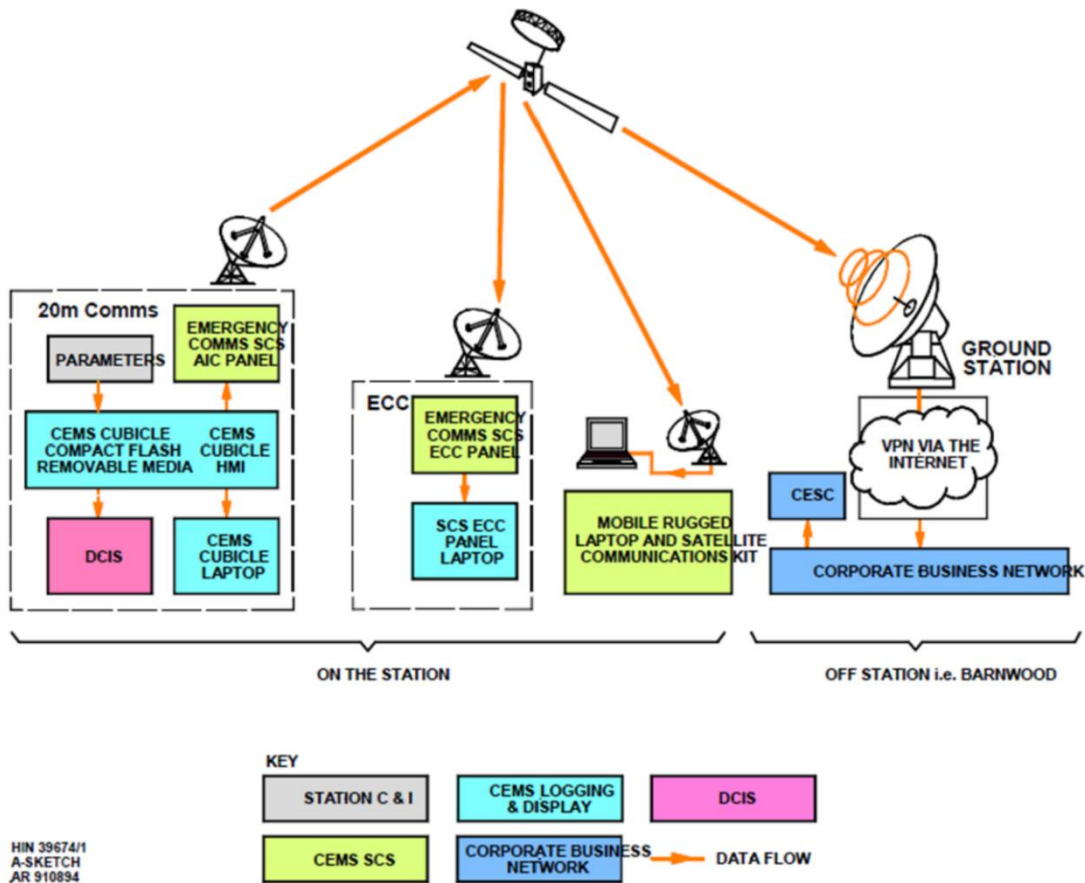 20m Comms
PARAMETERS
EMERGENCY
COMMS SCS
AIC PANEL
CEMS CUBICLE
COMPACT FLASH
REMOVABLE MEDIA
CEMS
CUBICLE
HMI
DCIS
CEMS
CUBICLE
LAPTOP
ECC
EMERGENCY
COMMS SCS
ECC PANEL
SCS ECC
PANEL
LAPTOP
MOBILE RUGGED
LAPTOP AND SATELLITE
COMMUNICATIONS KIT
GROUND
STATION
VPN VIA THE
INTERNET
CESC
CORPORATE BUSINESS NETWORK
ON THE STATION
OFF STATION i.e. BARNWOOD
KEY
STATION C & I
CEMS LOGGING
& DISPLAY
DCIS
CEMS SCS
CORPORATE BUSINESS
NETWORK
DATA FLOW
HIN 39674/1
A-SKETCH
AR 910894